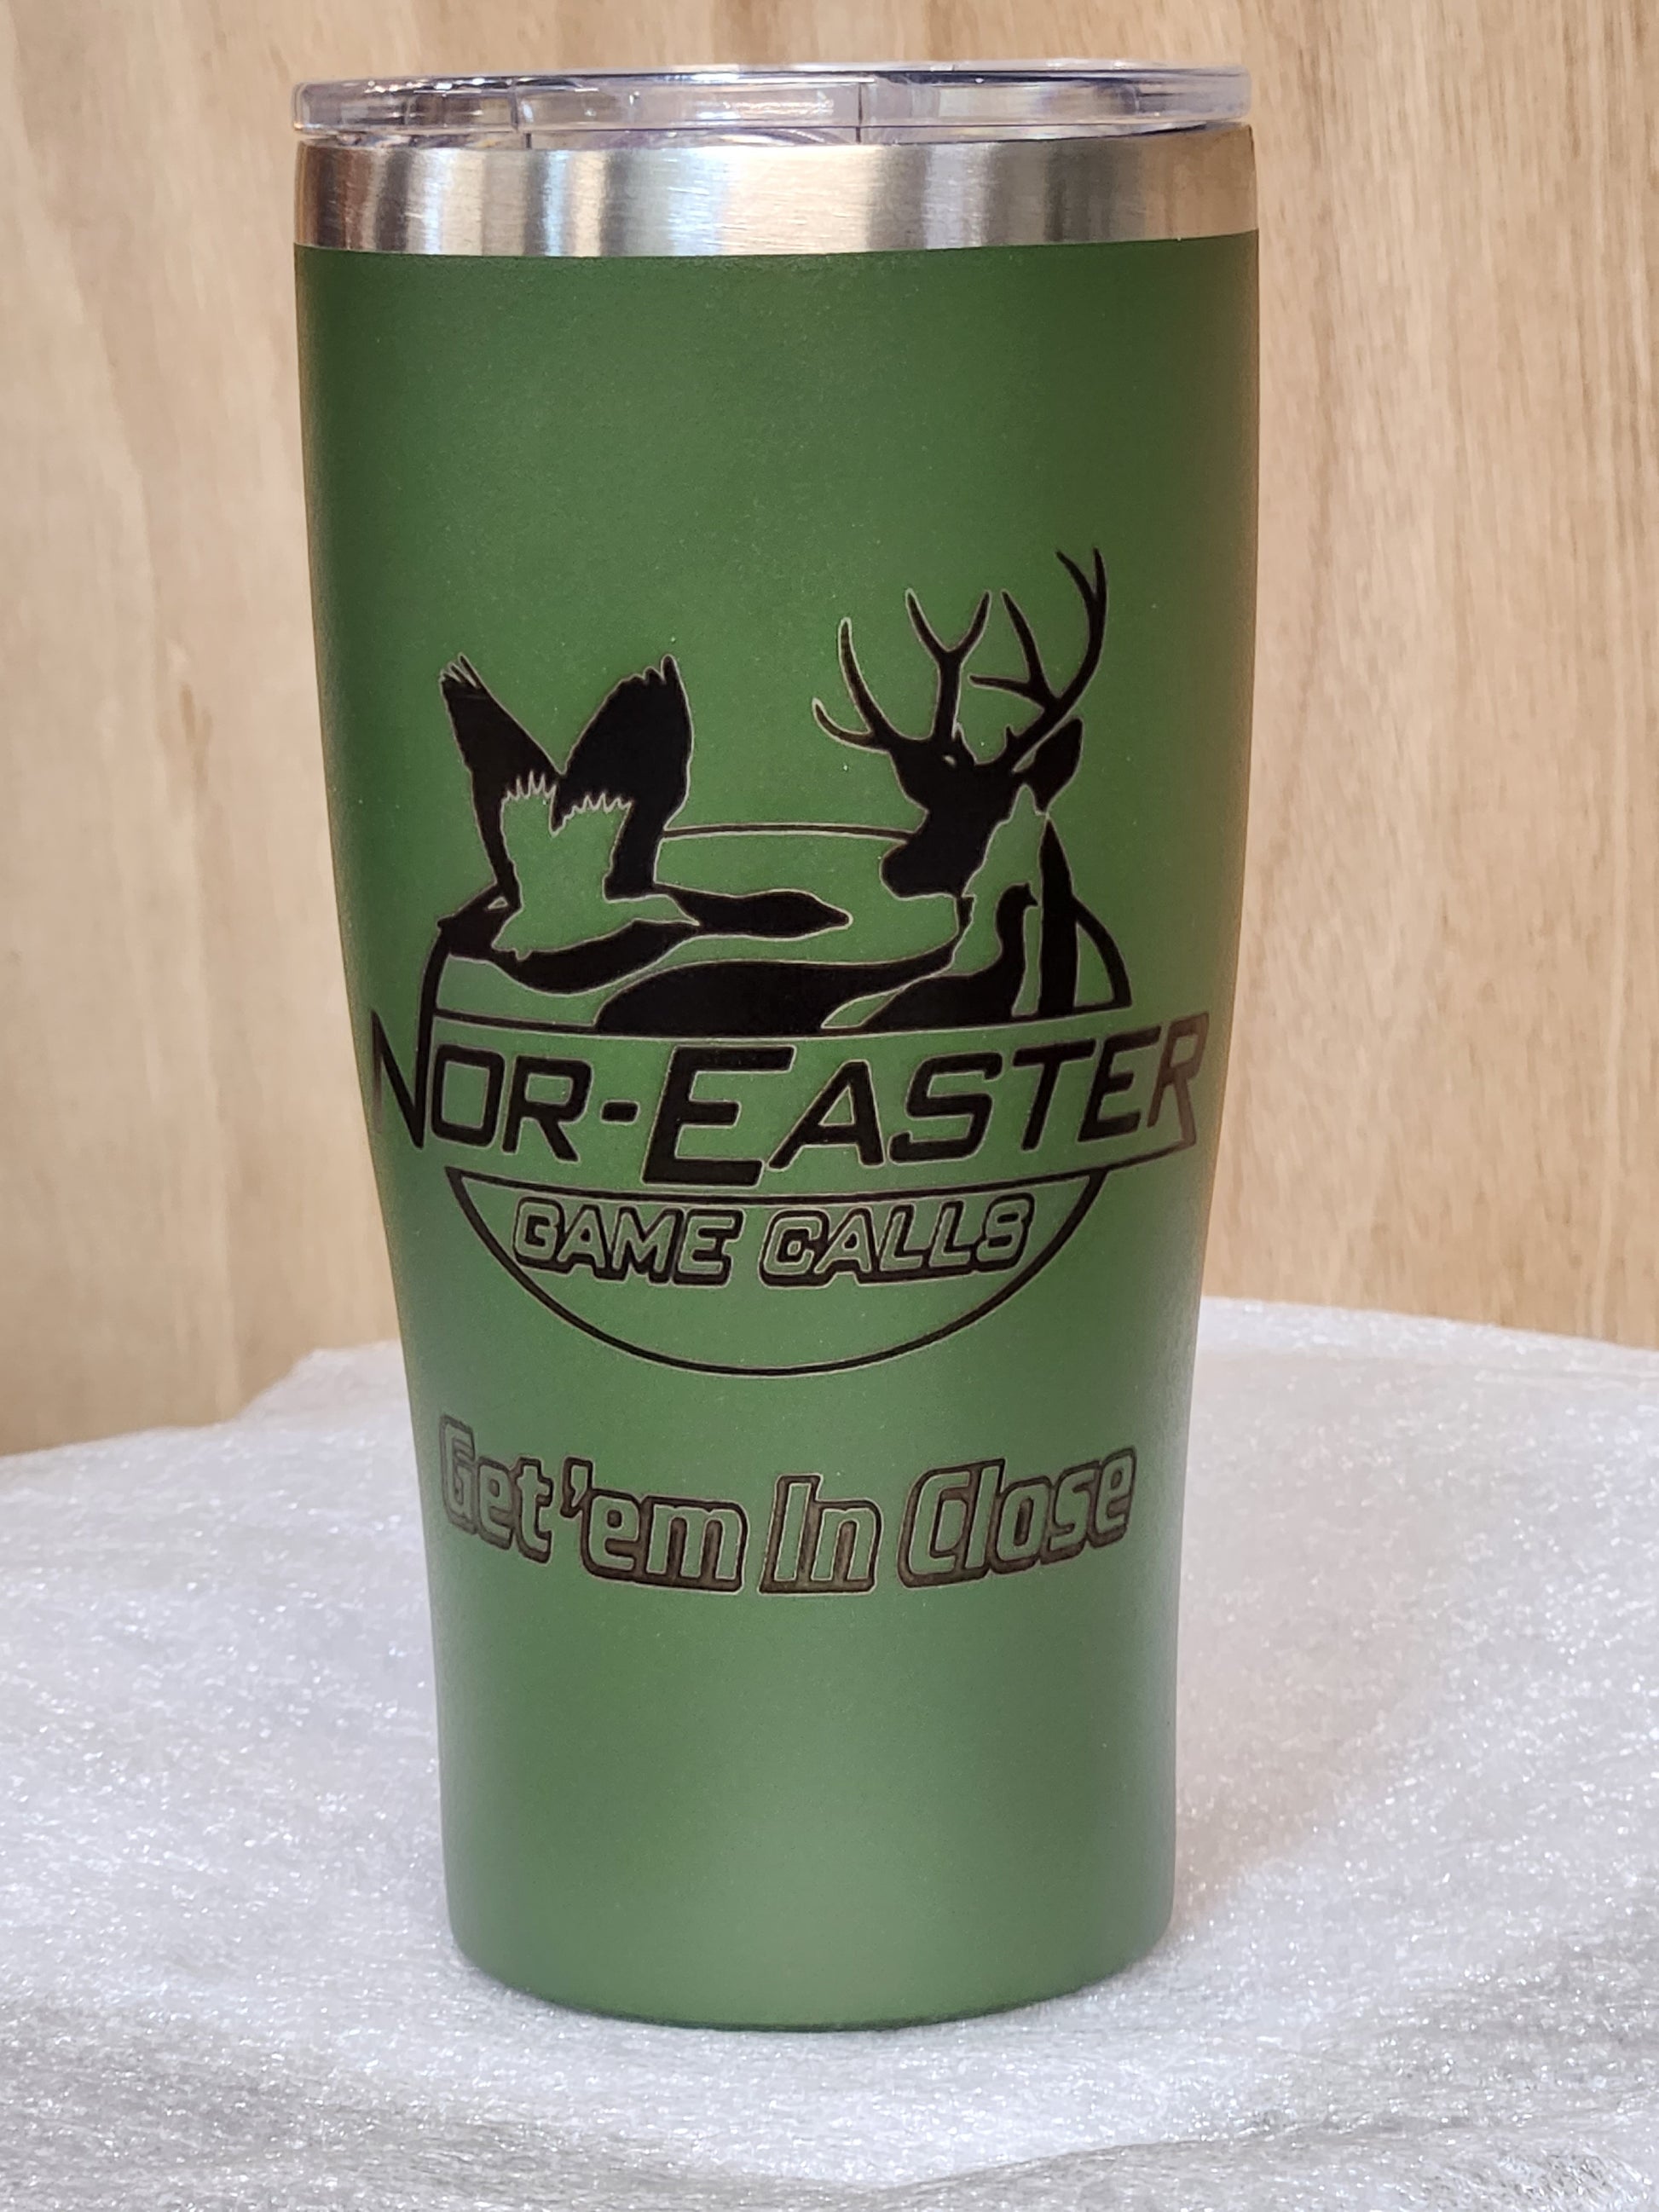 NOR-EASTER
GAME CALLS
Get 'em In Close